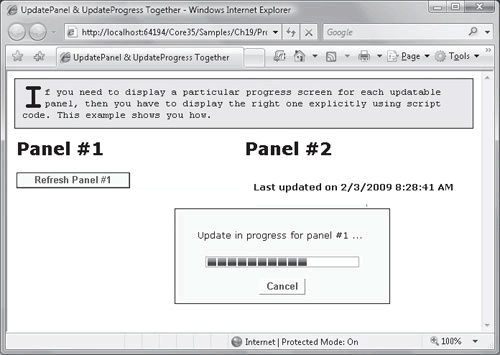 UpdatePanel & UpdateProgress Together - Windows Internet Explorer
http://localhost:64194/Core35/Samples/Ch19/Pro
Google
UpdatePanel & UpdateProgress Together
Page
Tools
If you need to display a particular progress screen for each updatable
panel, then you have to display the right one explicitly using script
code. This example shows you how.
Panel #1
Panel #2
Refresh Panel #1
Last updated on 2/3/2009 8:28:41 AM
Update in progress for panel #1 ...
Cancel
Internet | Protected Mode: On
100%